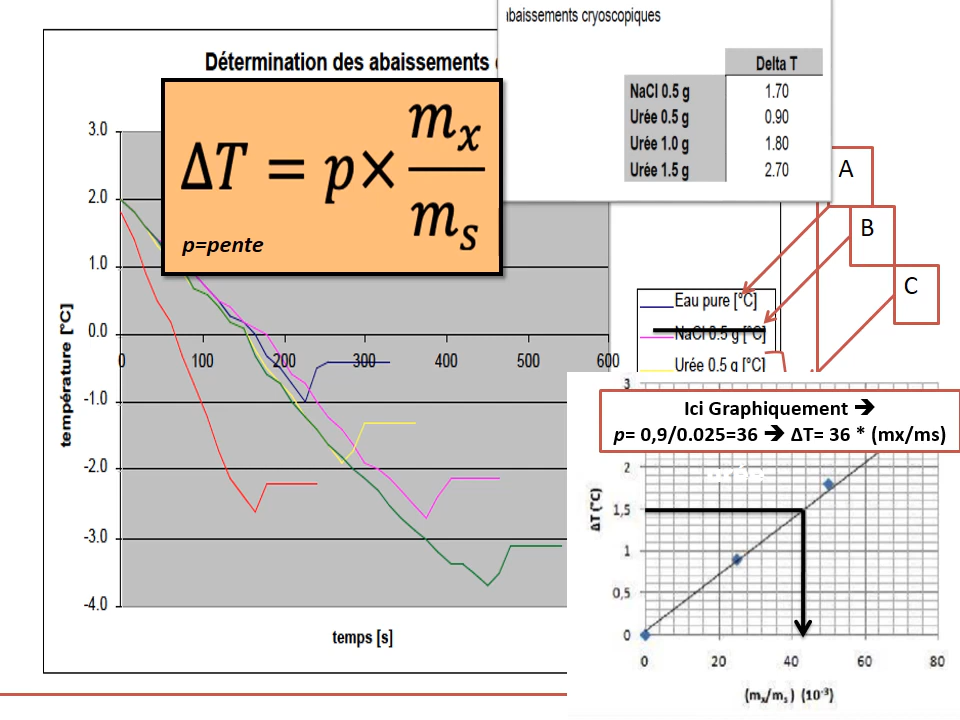 abaissements cryoscopiques
Détermination des abaissements
Delta T
NaCl 0.5 g 1.70
Urée 0.5 g 0.90
Urée 1.0 g 1.80
Urée 1.5 g 2.70
ΔT = p × mx/ms
p=pente
A
B
C
3.0
2.0
1.0
0.0
-1.0
-2.0
-3.0
-4.0
température [°C]
0 100 200 300 400 500 600
temps [s]
Eau pure [°C]
NaCl 0.5 g [°C]
Urée 0.5 g [°C]
Ici Graphiquement ➔
p= 0,9/0.025=36 ➔ ΔT= 36 * (mx/ms)
3
2
1,5
1
0,5
0
ΔT (°C)
0 20 40 60 80
(mx/ms) (10⁻³)